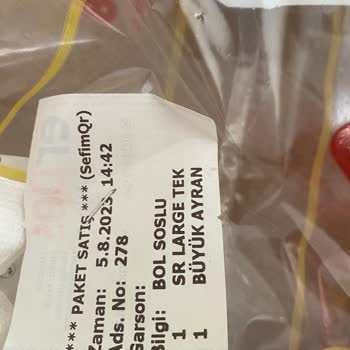 *** PAKET SATIŞ *** (SefimQr)
Zaman: 5.8.2023 14:42
Ads. No: 278
Garson:
Bilgi: BOL SOSLU
1 SR LARGE TEK
1 BÜYÜK AYRAN